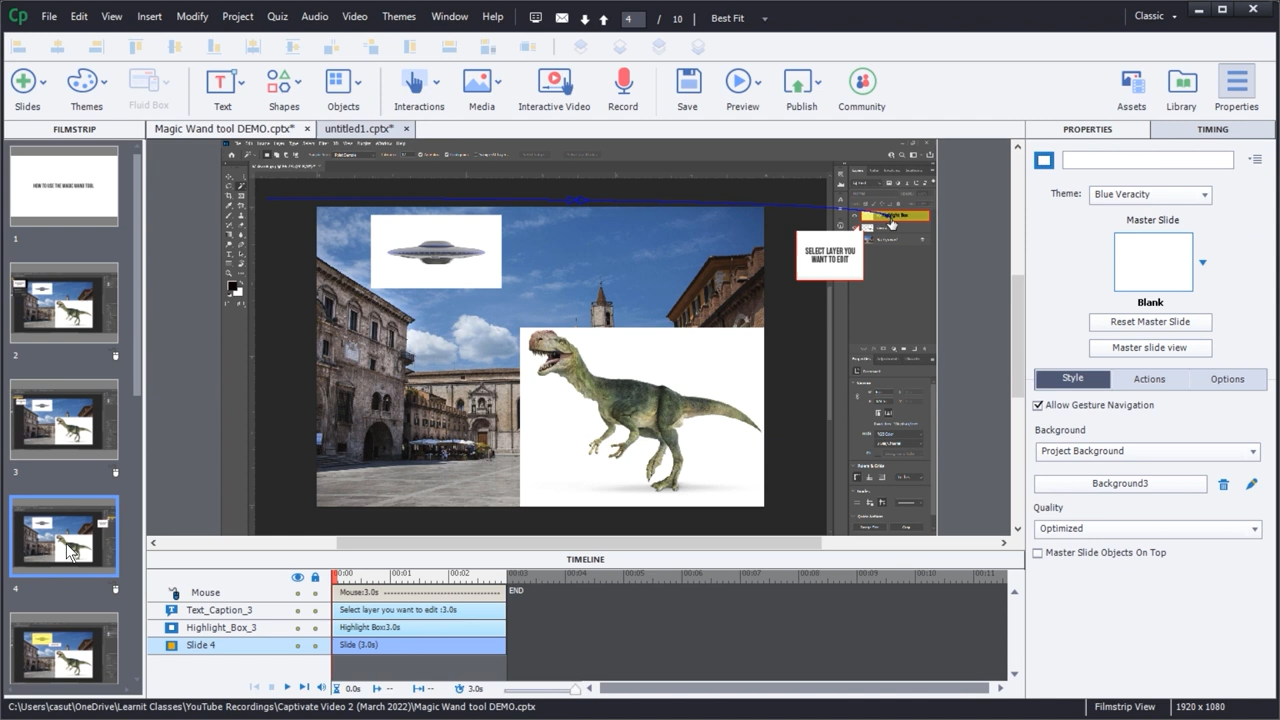 Cp File Edit View Insert Modify Project Quiz Audio Video Themes Window Help 4 / 10 Best Fit Classic
Slides Themes Fluid Box Text Shapes Objects Interactions Media Interactive Video Record Save Preview Publish Community Assets Library Properties
FILMSTRIP
Magic Wand tool DEMO.cptx* × untitled1.cptx* ×
PROPERTIES TIMING
HOW TO USE THE MAGIC WAND TOOL
1
2
3
4
Highlight Box
SELECT LAYER YOU
WANT TO EDIT
Theme: Blue Veracity
Master Slide
Blank
Reset Master Slide
Master slide view
Style Actions Options
Allow Gesture Navigation
Background
Project Background
Background3
Quality
Optimized
Master Slide Objects On Top
TIMELINE
00:00 00:01 00:02 00:03 00:04 00:05 00:06 00:07 00:08 00:09 00:10 00:11
Mouse Mouse:3.0s END
Text_Caption_3 Select layer you want to edit :3.0s
Highlight_Box_3 Highlight Box:3.0s
Slide 4 Slide (3.0s)
0.0s -- -- 3.0s
C:\Users\casut\OneDrive\Learnit Classes\YouTube Recordings\Captivate Video 2 (March 2022)\Magic Wand tool DEMO.cptx Filmstrip View 1920 x 1080